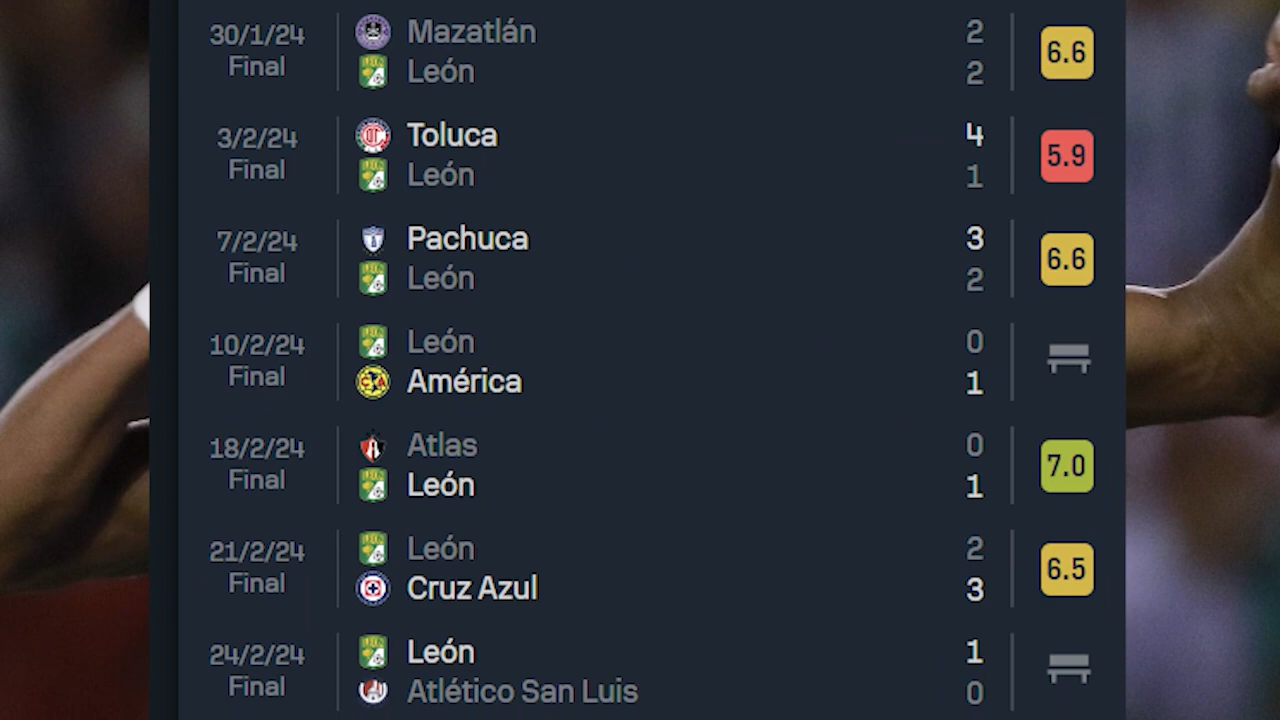 30/1/24 Mazatlán 2 6.6
Final León 2
3/2/24 Toluca 4 5.9
Final León 1
7/2/24 Pachuca 3 6.6
Final León 2
10/2/24 León 0
Final América 1
18/2/24 Atlas 0 7.0
Final León 1
21/2/24 León 2 6.5
Final Cruz Azul 3
24/2/24 León 1
Final Atlético San Luis 0